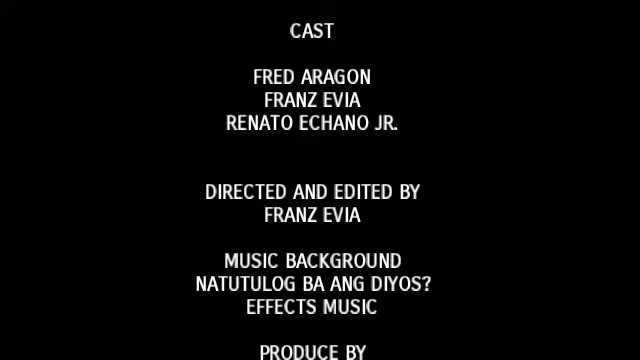 CAST
FRED ARAGON
FRANZ EVIA
RENATO ECHANO JR.
DIRECTED AND EDITED BY
FRANZ EVIA
MUSIC BACKGROUND
NATUTULOG BA ANG DIYOS?
EFFECTS MUSIC
PRODUCE BY